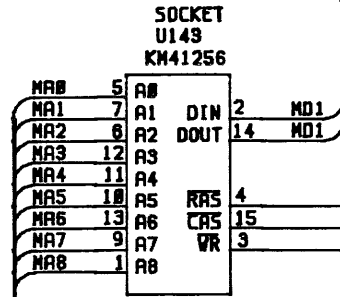 SOCKET
U143
KM41256
MA0 5 A0
MA1 7 A1 DIN 2 MD1
MA2 6 A2 DOUT 14 MD1
MA3 12 A3
MA4 11 A4
MA5 10 A5 RAS 4
MA6 13 A6 CAS 15
MA7 9 A7 WR 3
MA8 1 A8